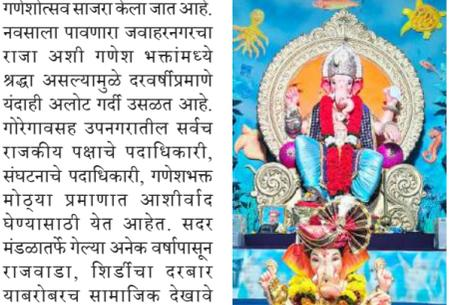 गणेशोत्सव साजरा केला जात आहे.
नवसाला पावणारा जवाहरनगरचा
राजा अशी गणेश भक्तांमध्ये
श्रद्धा असल्यामुळे दरवर्षीप्रमाणे
यंदाही अलोट गर्दी उसळत आहे.
गोरेगावसह उपनगरातील सर्वच
राजकीय पक्षाचे पदाधिकारी,
संघटनाचे पदाधिकारी, गणेशभक्त
मोठ्या प्रमाणात आशीर्वाद
घेण्यासाठी येत आहेत. सदर
मंडळातर्फे गेल्या अनेक वर्षापासून
राजवाडा, शिर्डीचा दरबार
याबरोबरच सामाजिक देखावे